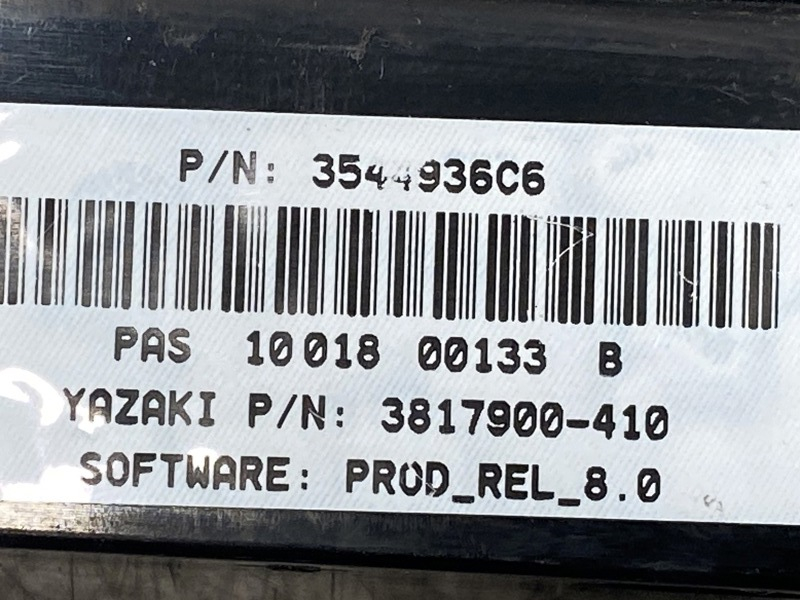 P/N: 3544936C6
PAS 10018 00133 B
YAZAKI P/N: 3817900-410
SOFTWARE: PROD_REL_8.0